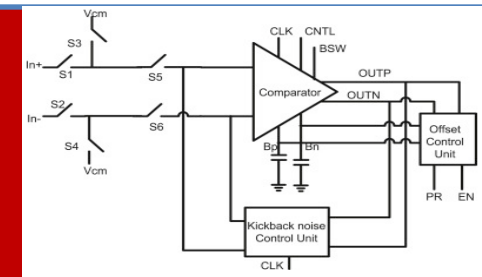 Vcm
S3
CLK
CNTL
BSW
In+
S1
S5
OUTP
Comparator
OUTN
S2
In-
S6
S4
Bp
Bn
Offset
Control
Unit
Vcm
PR
EN
Kickback noise
Control Unit
CLK